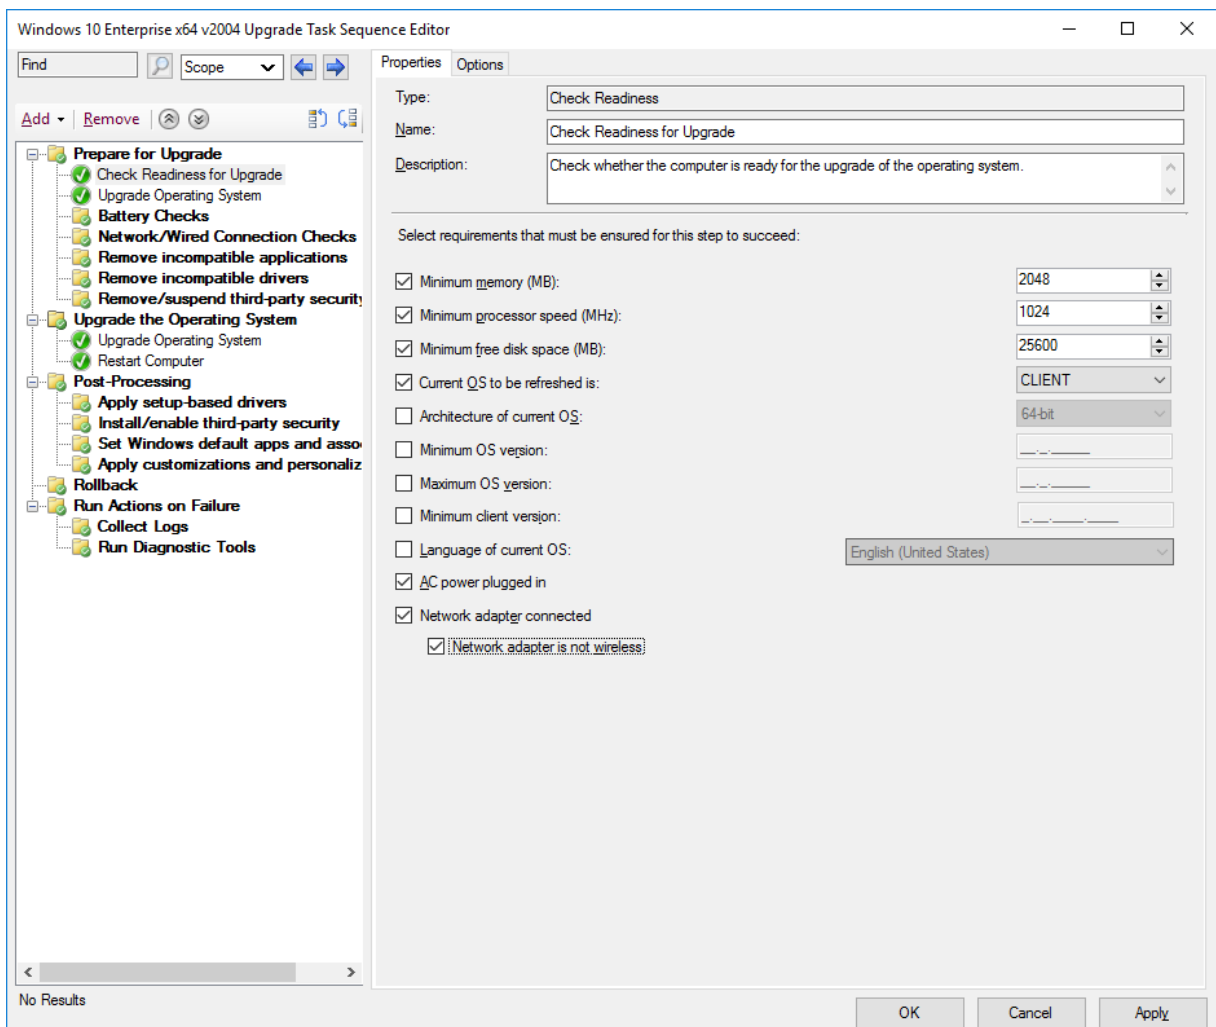 Windows 10 Enterprise x64 v2004 Upgrade Task Sequence Editor
Find
Scope
Add
Remove
Prepare for Upgrade
Check Readiness for Upgrade
Upgrade Operating System
Battery Checks
Network/Wired Connection Checks
Remove incompatible applications
Remove incompatible drivers
Remove/suspend third-party security
Upgrade the Operating System
Upgrade Operating System
Restart Computer
Post-Processing
Apply setup-based drivers
Install/enable third-party security
Set Windows default apps and asso
Apply customizations and personaliz
Rollback
Run Actions on Failure
Collect Logs
Run Diagnostic Tools
No Results
Properties Options
Type: Check Readiness
Name: Check Readiness for Upgrade
Description: Check whether the computer is ready for the upgrade of the operating system.
Select requirements that must be ensured for this step to succeed:
Minimum memory (MB): 2048
Minimum processor speed (MHz): 1024
Minimum free disk space (MB): 25600
Current OS to be refreshed is: CLIENT
Architecture of current OS: 64-bit
Minimum OS version: __._._____
Maximum OS version: __._._____
Minimum client version: _.__.____.____
Language of current OS: English (United States)
AC power plugged in
Network adapter connected
Network adapter is not wireless
OK Cancel Apply